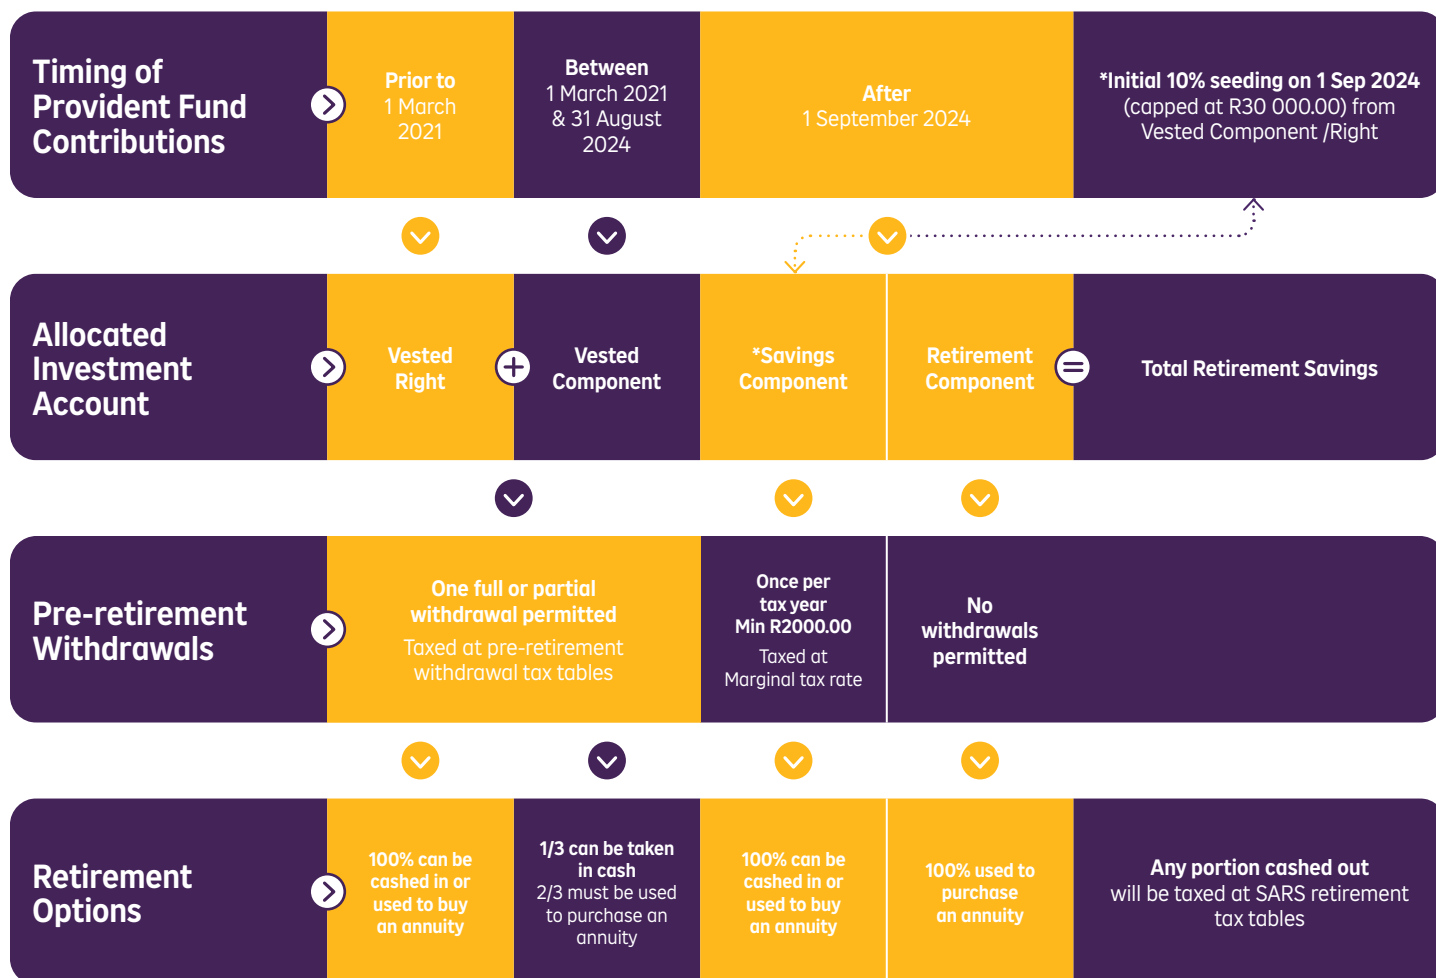 Timing of
Provident Fund
Contributions
Prior to
1 March
2021
Between
1 March 2021
& 31 August
2024
After
1 September 2024
*Initial 10% seeding on 1 Sep 2024
(capped at R30 000.00) from
Vested Component /Right
Allocated
Investment
Account
Vested
Right
+
Vested
Component
*Savings
Component
Retirement
Component
=
Total Retirement Savings
Pre-retirement
Withdrawals
One full or partial
withdrawal permitted
Taxed at pre-retirement
withdrawal tax tables
Once per
tax year
Min R2000.00
Taxed at
Marginal tax rate
No
withdrawals
permitted
Retirement
Options
100% can be
cashed in or
used to buy
an annuity
1/3 can be taken
in cash
2/3 must be used
to purchase an
annuity
100% can be
cashed in or
used to buy
an annuity
100% used to
purchase
an annuity
Any portion cashed out
will be taxed at SARS retirement
tax tables